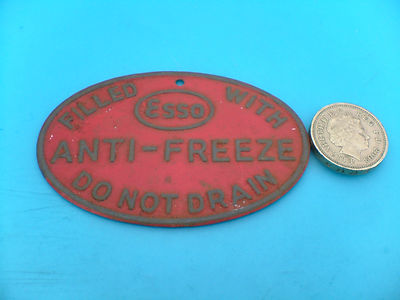 FILLED Esso WITH
ANTI-FREEZE
DO NOT DRAIN